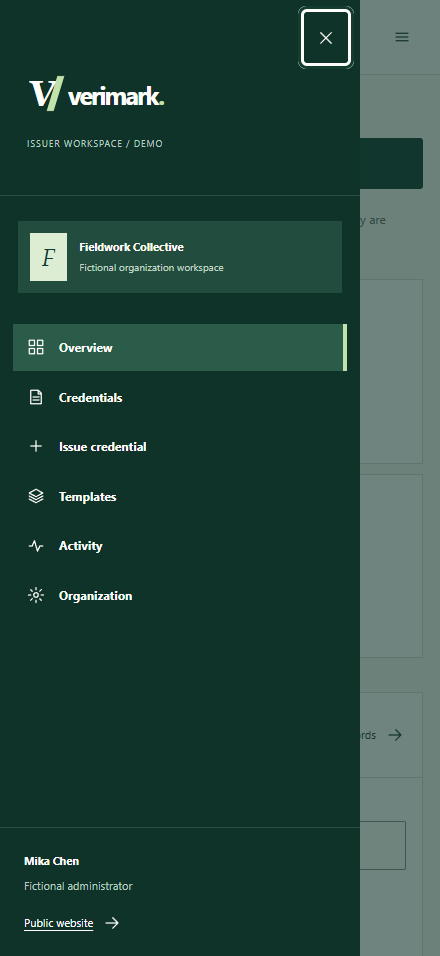 verimark.
ISSUER WORKSPACE / DEMO
F
Fieldwork Collective
Fictional organization workspace
Overview
Credentials
Issue credential
Templates
Activity
Organization
are
Mika Chen
Fictional administrator
Public website